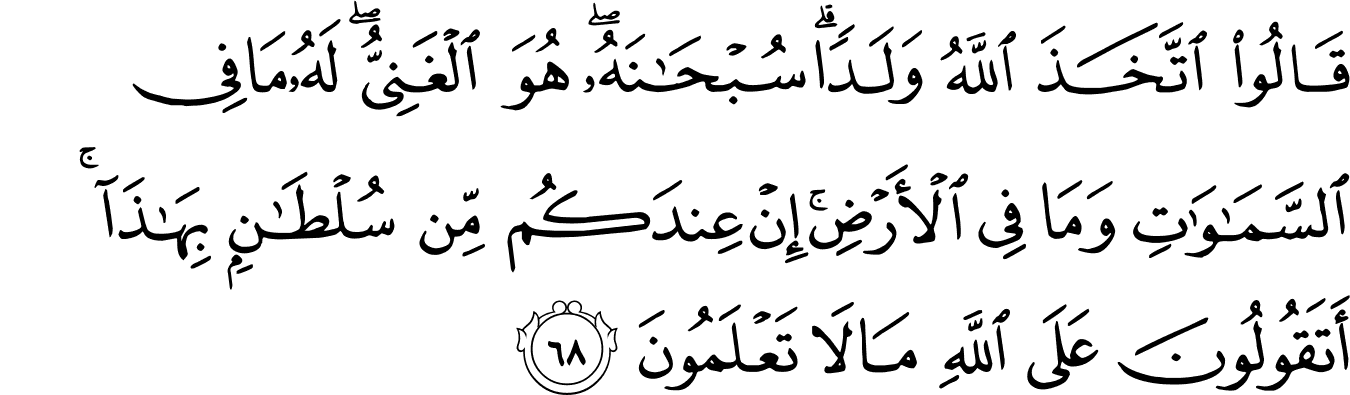 قَالُوا۟ ٱتَّخَذَ ٱللَّهُ وَلَدًا ۗ سُبْحَـٰنَهُۥ ۖ هُوَ ٱلْغَنِىُّ ۖ لَهُۥ مَا فِى
ٱلسَّمَـٰوَٰتِ وَمَا فِى ٱلْأَرْضِ ۚ إِنْ عِندَكُم مِّن سُلْطَـٰنٍۭ بِهَـٰذَآ ۚ
أَتَقُولُونَ عَلَى ٱللَّهِ مَا لَا تَعْلَمُونَ ٦٨